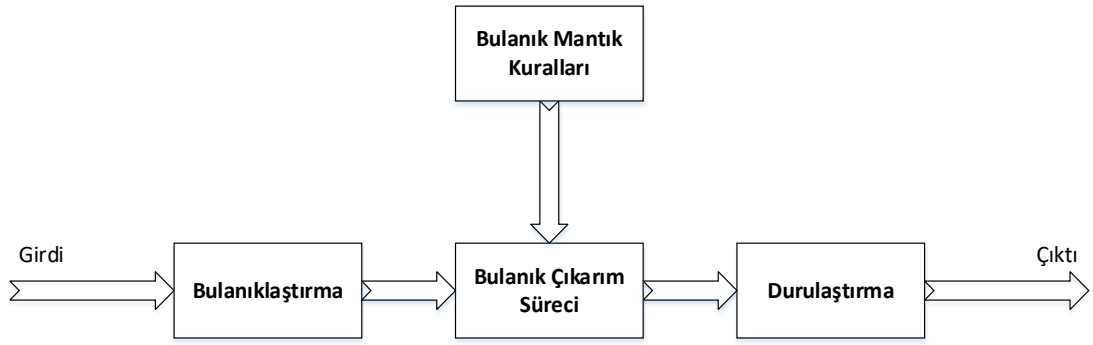 Bulanık Mantık
Kuralları
Girdi
Bulanıklaştırma
Bulanık Çıkarım
Süreci
Durulaştırma
Çıktı